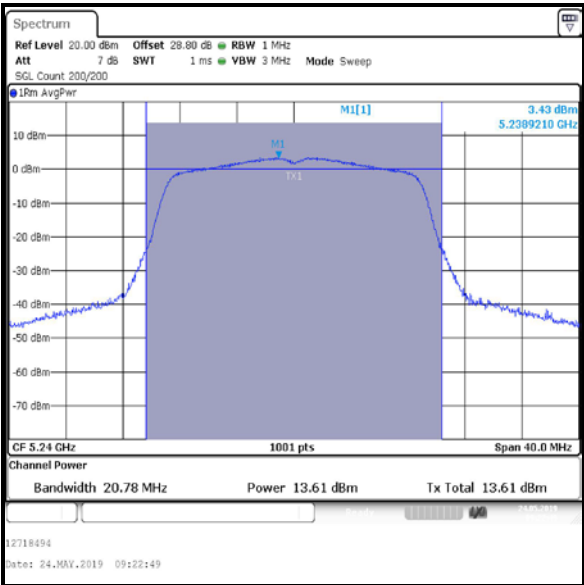 Spectrum
Ref Level 20.00 dBm Offset 28.80 dB RBW 1 MHz
Att 7 dB SWT 1 ms VBW 3 MHz Mode Sweep
SGL Count 200/200
1Rm AvgPwr
M1[1] 3.43 dBm
5.2389210 GHz
10 dBm
M1
0 dBm
TX1
-10 dBm
-20 dBm
-30 dBm
-40 dBm
-50 dBm
-60 dBm
-70 dBm
CF 5.24 GHz 1001 pts Span 40.0 MHz
Channel Power
Bandwidth 20.78 MHz Power 13.61 dBm Tx Total 13.61 dBm
Ready 24.05.2019
12718494
Date: 24.MAY.2019 09:22:49